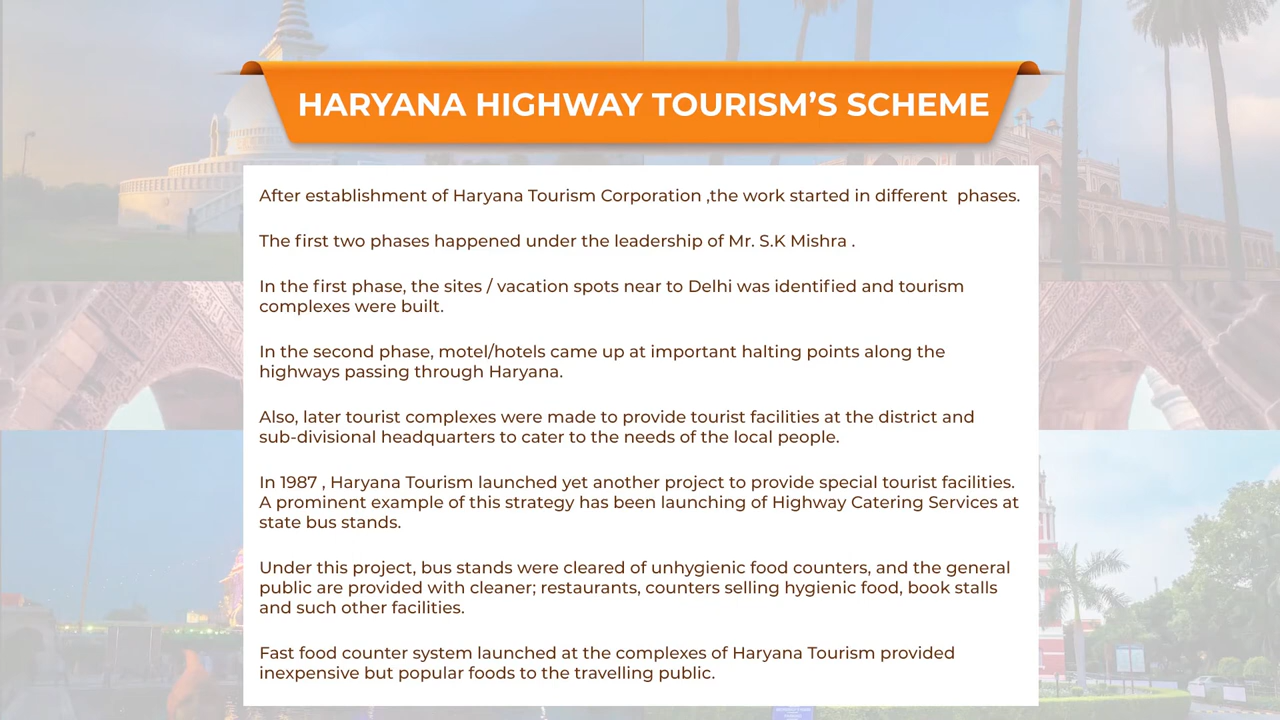 HARYANA HIGHWAY TOURISM’S SCHEME
After establishment of Haryana Tourism Corporation ,the work started in different  phases.
The first two phases happened under the leadership of Mr. S.K Mishra .
In the first phase, the sites / vacation spots near to Delhi was identified and tourism
complexes were built.
In the second phase, motel/hotels came up at important halting points along the
highways passing through Haryana.
Also, later tourist complexes were made to provide tourist facilities at the district and
sub-divisional headquarters to cater to the needs of the local people.
In 1987 , Haryana Tourism launched yet another project to provide special tourist facilities.
A prominent example of this strategy has been launching of Highway Catering Services at
state bus stands.
Under this project, bus stands were cleared of unhygienic food counters, and the general
public are provided with cleaner; restaurants, counters selling hygienic food, book stalls
and such other facilities.
Fast food counter system launched at the complexes of Haryana Tourism provided
inexpensive but popular foods to the travelling public.